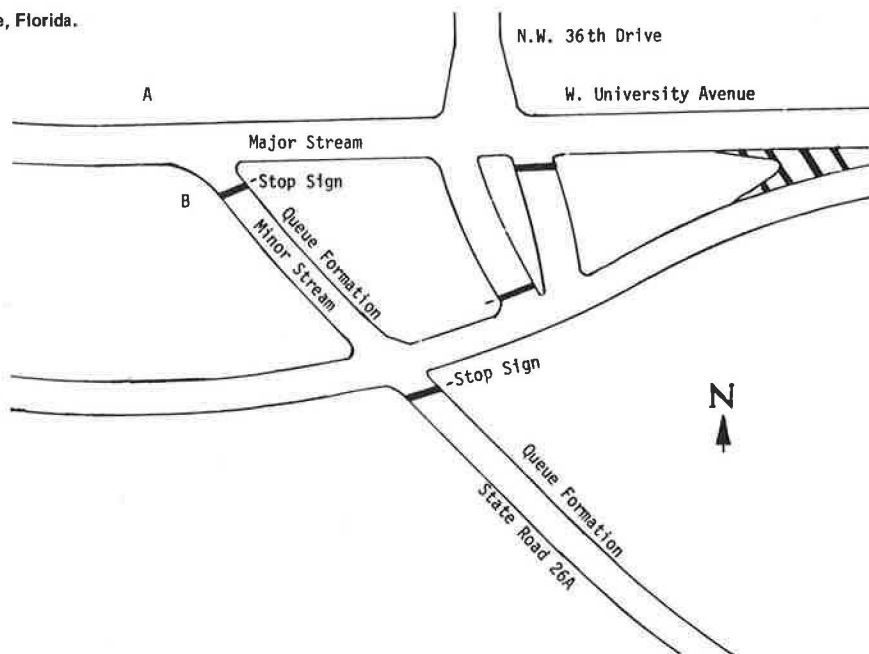 e, Florida.
N.W. 36th Drive
A
W. University Avenue
Major Stream
-Stop Sign
B
Queue Formation
Minor Stream
-Stop Sign
N
Queue Formation
State Road 26A